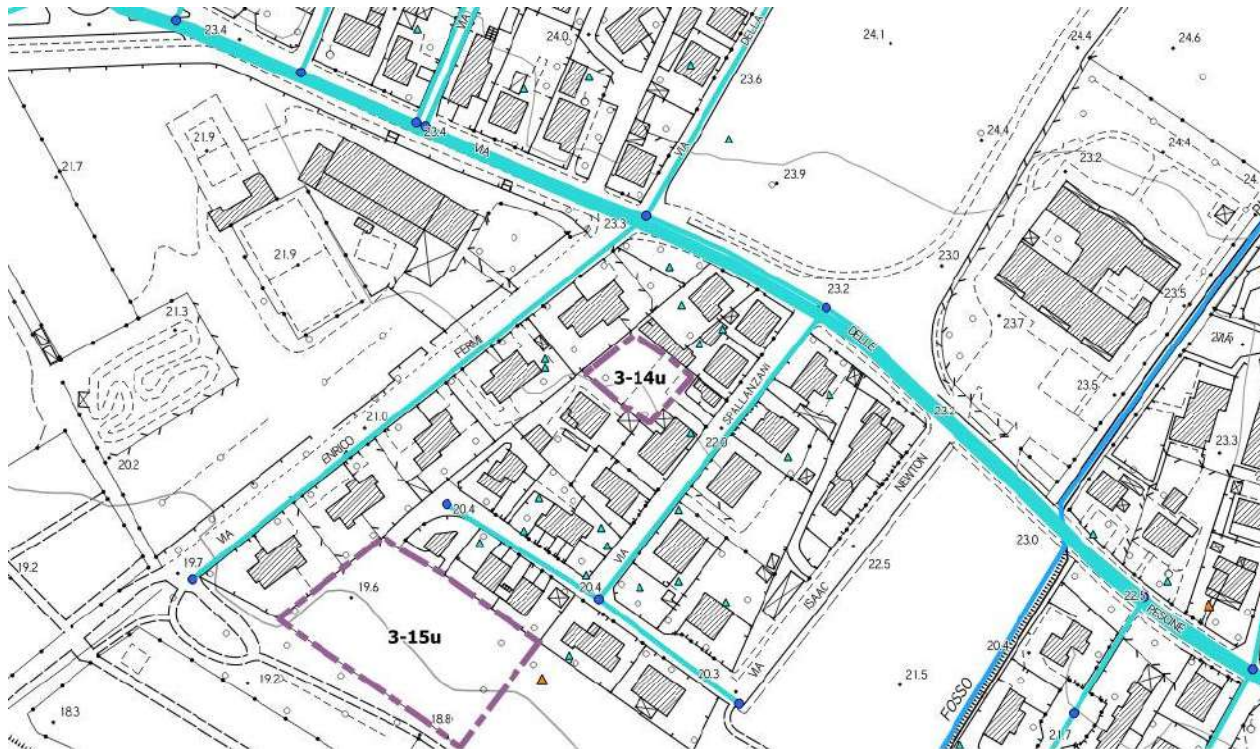 23.4
24.0
VIA
DELLA
24.1
24.4
24.6
23.6
21.9
23.4
VIA
VIA
24.4
24.4
23.2
24.
21.7
23.9
23.3
21.9
23.0
23.2
23.5
21.3
23.7
DELLE
FERMI
3-14u
SPALLANZANI
23.5
21.0
22.0
23.3
ENRICO
20.2
NEWTON
20.4
VIA
VIA
23.0
19.7
22.5
19.2
19.6
20.4
ISAAC
22.5
PESCINE
3-15u
20.4
19.2
20.3
VIA
21.5
FOSSO
18.3
18.8
21.7